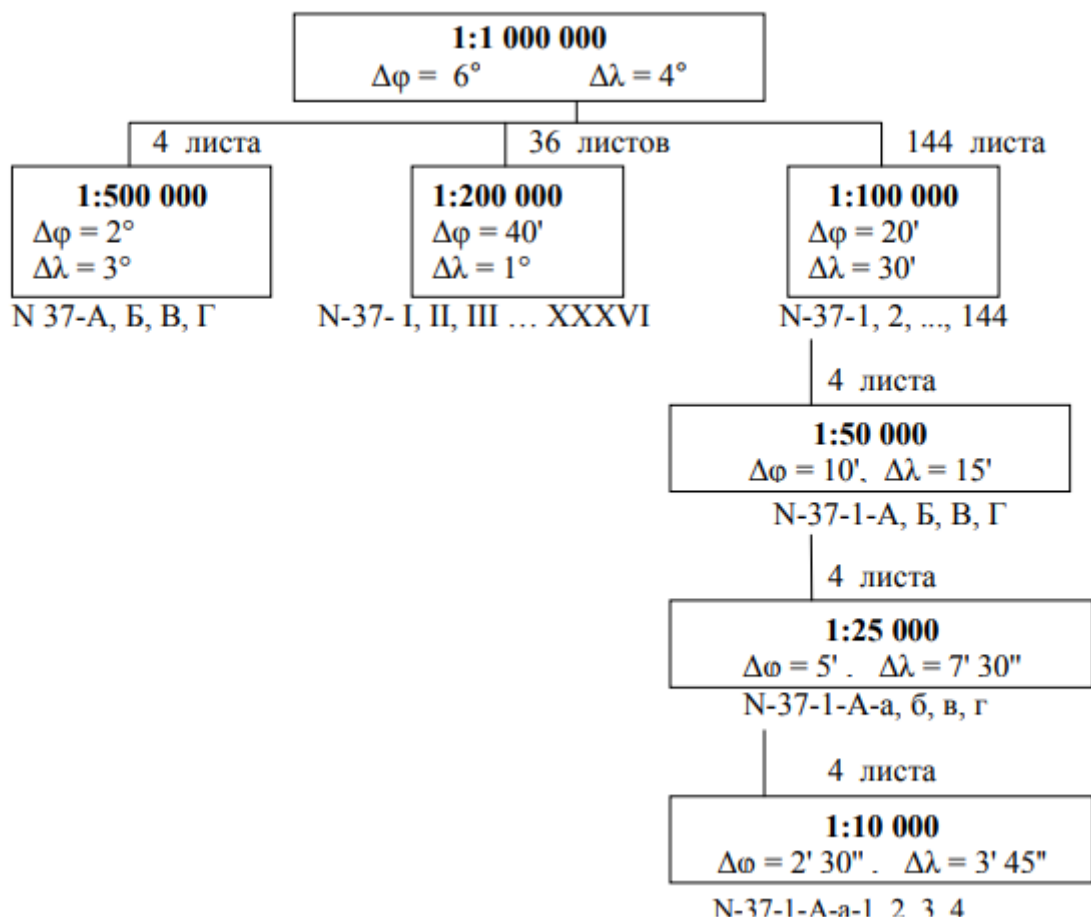 1:1 000 000
Δφ = 6° Δλ = 4°
4 листа
36 листов
144 листа
1:500 000
Δφ = 2°
Δλ = 3°
N 37-А, Б, В, Г
1:200 000
Δφ = 40'
Δλ = 1°
N-37- I, II, III ... XXXVI
1:100 000
Δφ = 20'
Δλ = 30'
N-37-1, 2, ..., 144
4 листа
1:50 000
Δφ = 10', Δλ = 15'
N-37-1-А, Б, В, Г
4 листа
1:25 000
Δφ = 5' . Δλ = 7' 30"
N-37-1-А-а, б, в, г
4 листа
1:10 000
Δφ = 2' 30" . Δλ = 3' 45"
N-37-1-А-а-1, 2, 3, 4